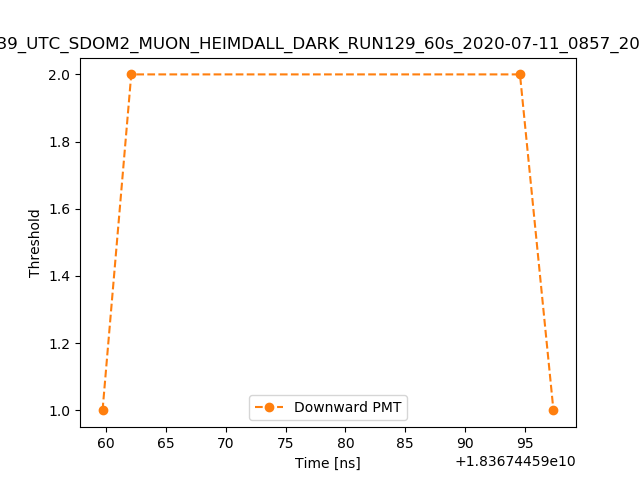 39_UTC_SDOM2_MUON_HEIMDALL_DARK_RUN129_60s_2020-07-11_0857_20
2.0
1.8
1.6
1.4
1.2
1.0
Threshold
Downward PMT
60 65 70 75 80 85 90 95
Time [ns]
+1.83674459e10